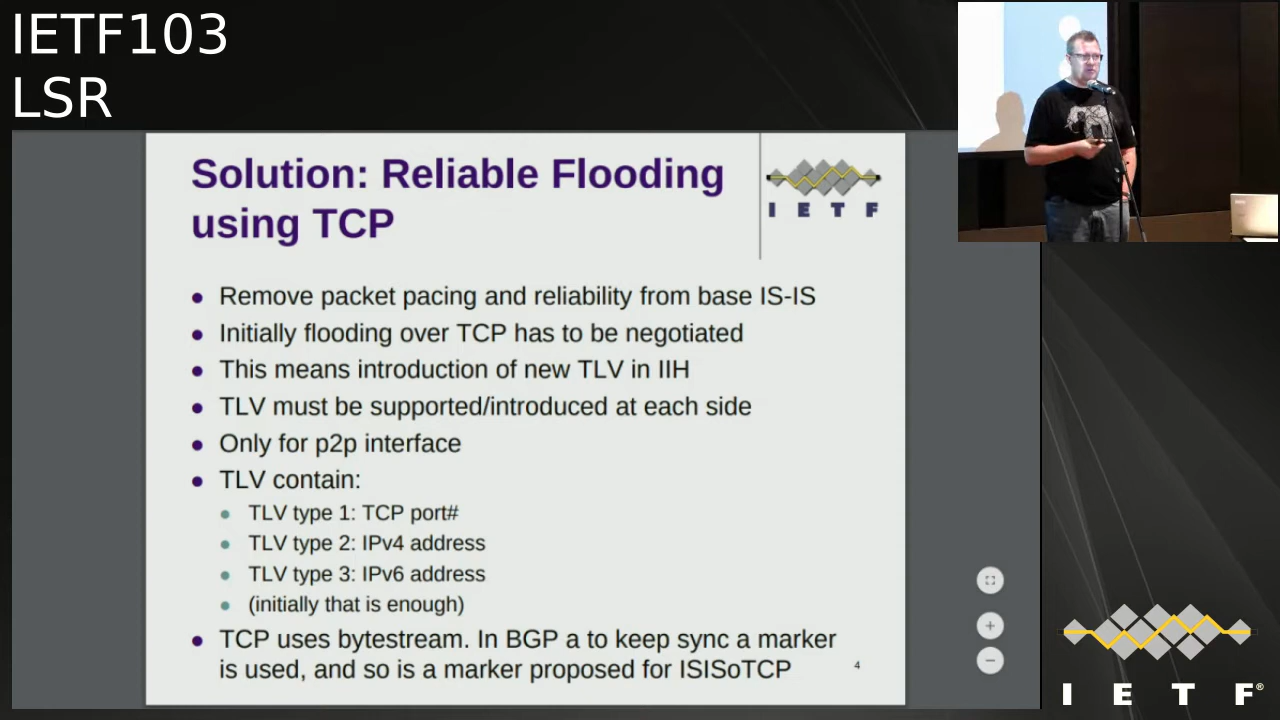 IETF103
LSR
Solution: Reliable Flooding
using TCP
I E T F
Remove packet pacing and reliability from base IS-IS
Initially flooding over TCP has to be negotiated
This means introduction of new TLV in IIH
TLV must be supported/introduced at each side
Only for p2p interface
TLV contain:
TLV type 1: TCP port#
TLV type 2: IPv4 address
TLV type 3: IPv6 address
(initially that is enough)
TCP uses bytestream. In BGP a to keep sync a marker
is used, and so is a marker proposed for ISISoTCP
4
I E T F®